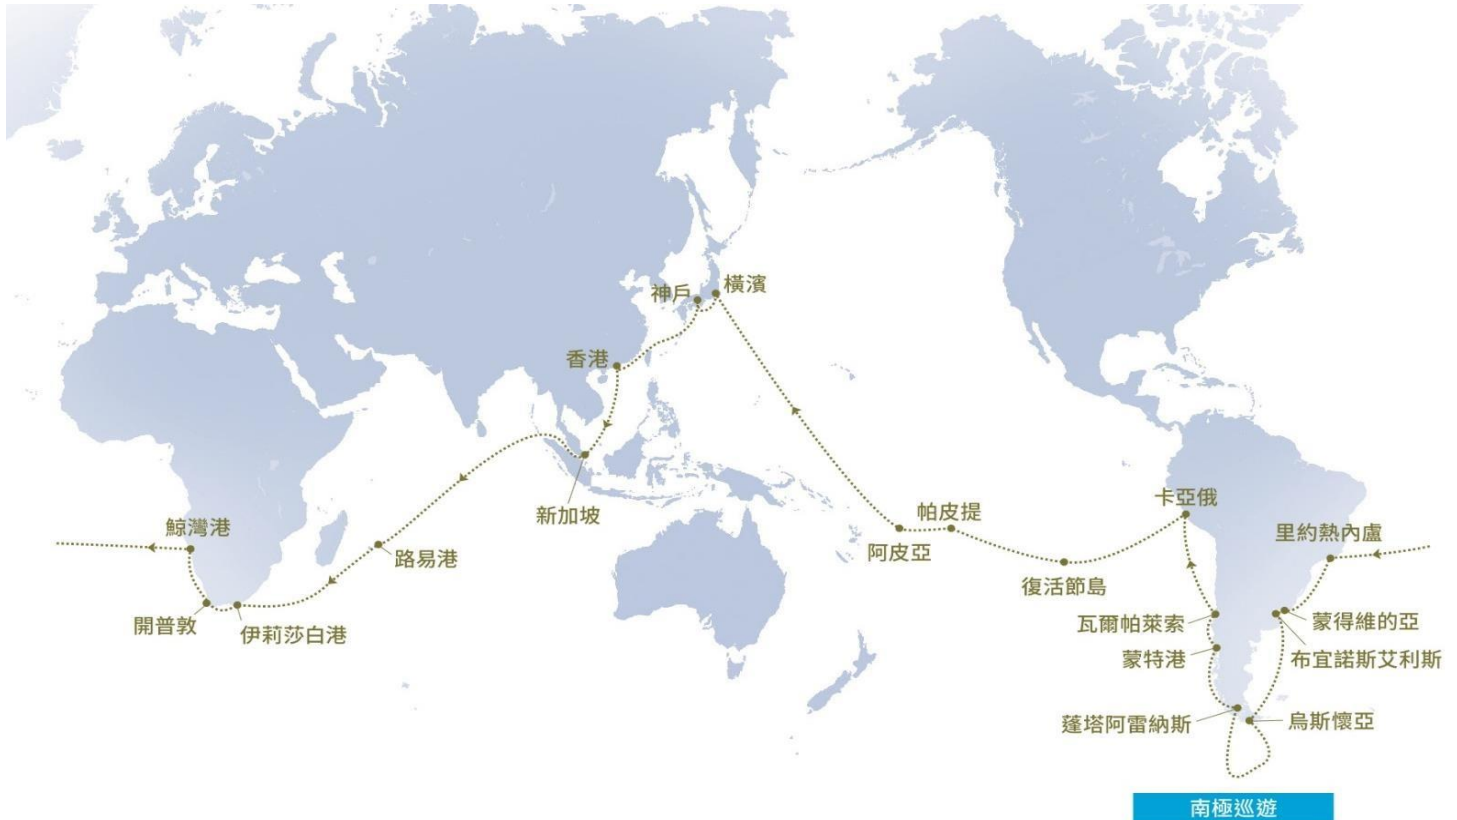 神戶
橫濱
香港
新加坡
鯨灣港
路易港
開普敦
伊莉莎白港
帕皮提
阿皮亞
復活節島
卡亞俄
里約熱內盧
瓦爾帕萊索
蒙得維的亞
蒙特港
布宜諾斯艾利斯
蓬塔阿雷納斯
烏斯懷亞
南極巡遊